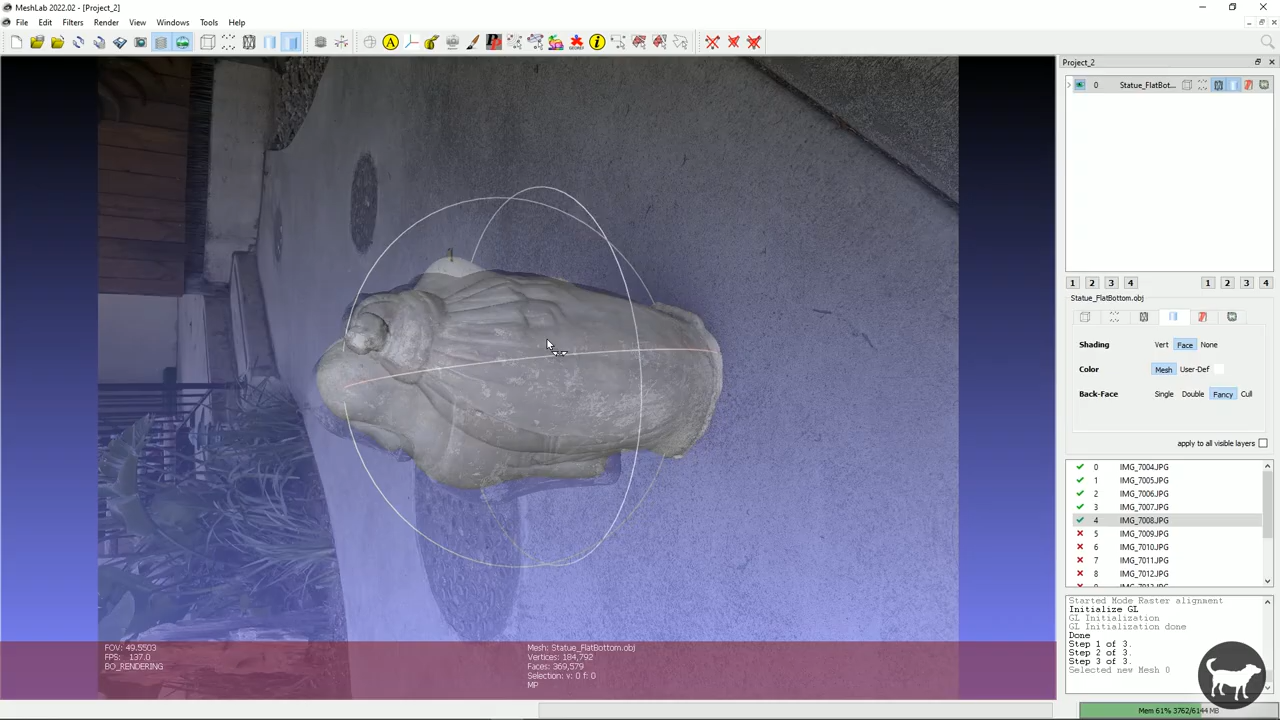 MeshLab 2022.02 - [Project_2]
File Edit Filters Render View Windows Tools Help
Project_2
0 Statue_FlatBot...
1 2 3 4 1 2 3 4
Statue_FlatBottom.obj
Shading Vert Face None
Color Mesh User-Def
Back-Face Single Double Fancy Cull
apply to all visible layers
0 IMG_7004.JPG
1 IMG_7005.JPG
2 IMG_7006.JPG
3 IMG_7007.JPG
4 IMG_7008.JPG
5 IMG_7009.JPG
6 IMG_7010.JPG
7 IMG_7011.JPG
8 IMG_7012.JPG
Started Mode Raster alignment
Initialize GL
GL Initialization
GL Initialization done
Done
Step 1 of 3.
Step 2 of 3.
Step 3 of 3.
Selected new Mesh 0
FOV: 49.5503
FPS: 137.0
BO_RENDERING
Mesh: Statue_FlatBottom.obj
Vertices: 184,792
Faces: 369,579
Selection: v: 0 f: 0
MP
Mem 61% 3762/6144 MB